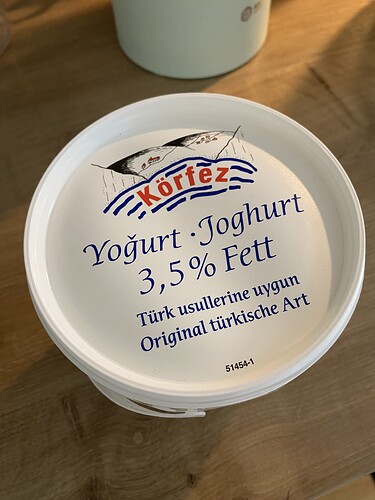 Körfez
Yoğurt · Joghurt
3,5% Fett
Türk usullerine uygun
Original türkische Art
51454-1